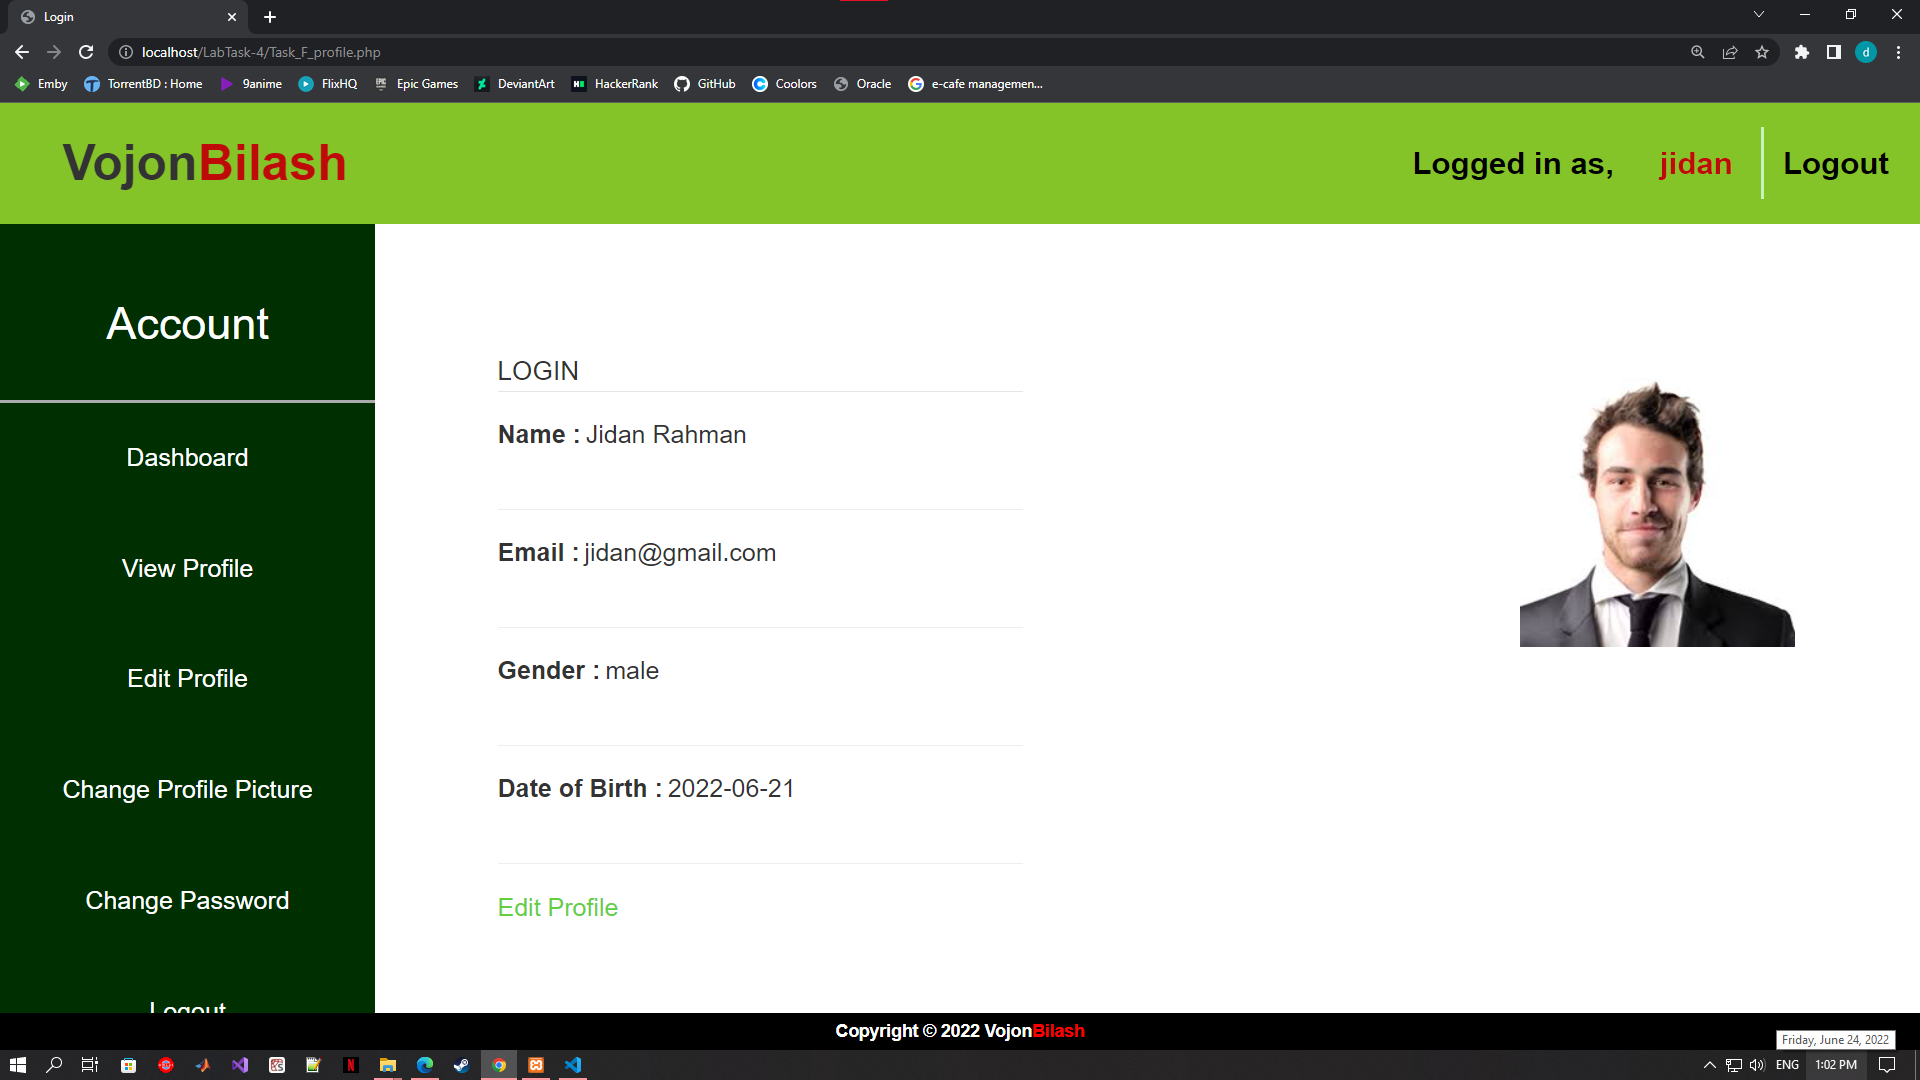 Login
localhost/LabTask-4/Task_F_profile.php
d
Emby TorrentBD : Home 9anime FlixHQ Epic Games DeviantArt HackerRank GitHub Coolors Oracle e-cafe managemen...
VojonBilash
Logged in as, jidan Logout
Account
Dashboard
View Profile
Edit Profile
Change Profile Picture
Change Password
Logout
LOGIN
Name : Jidan Rahman
Email : jidan@gmail.com
Gender : male
Date of Birth : 2022-06-21
Edit Profile
Copyright © 2022 VojonBilash
Friday, June 24, 2022
ENG 1:02 PM